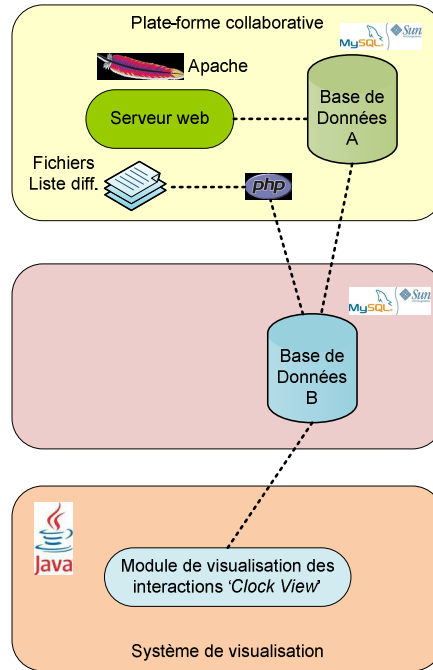 Plate-forme collaborative
MySQL
Sun
Apache
Serveur web
Base de
Données
A
Fichiers
Liste diff.
php
MySQL
Sun
Base de
Données
B
Java
Module de visualisation des
interactions ‘Clock View’
Système de visualisation